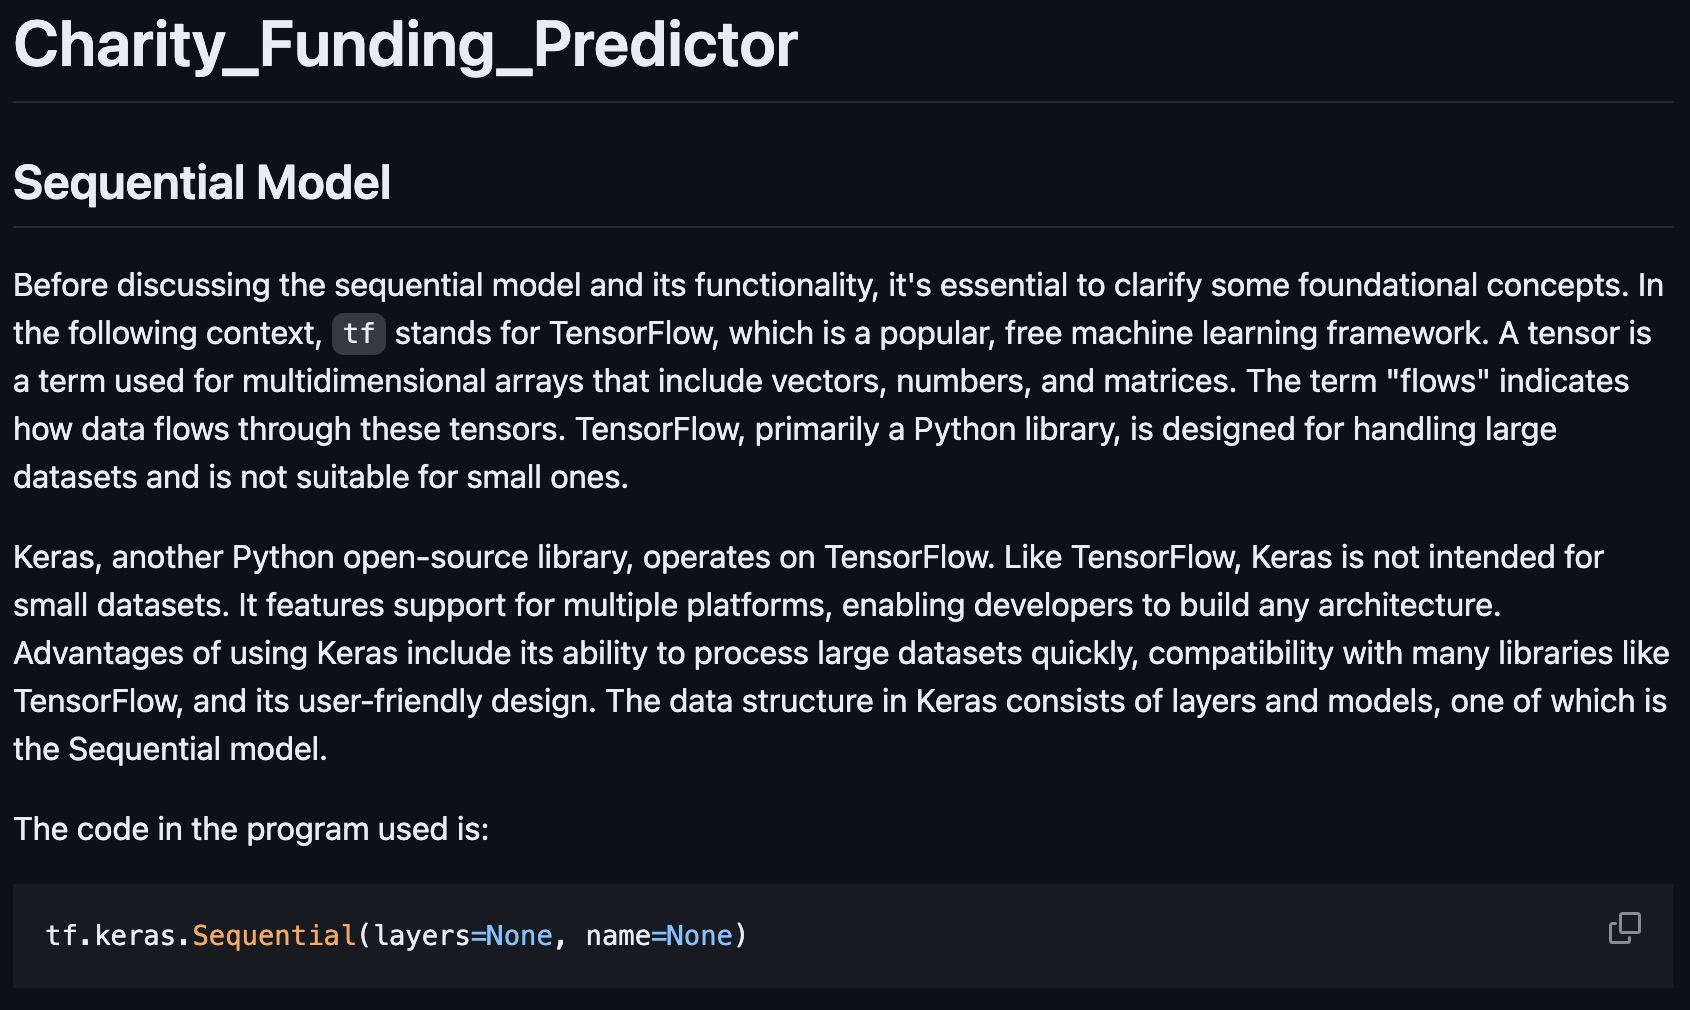 Charity_Funding_Predictor
Sequential Model
Before discussing the sequential model and its functionality, it's essential to clarify some foundational concepts. In
the following context, tf stands for TensorFlow, which is a popular, free machine learning framework. A tensor is
a term used for multidimensional arrays that include vectors, numbers, and matrices. The term "flows" indicates
how data flows through these tensors. TensorFlow, primarily a Python library, is designed for handling large
datasets and is not suitable for small ones.
Keras, another Python open-source library, operates on TensorFlow. Like TensorFlow, Keras is not intended for
small datasets. It features support for multiple platforms, enabling developers to build any architecture.
Advantages of using Keras include its ability to process large datasets quickly, compatibility with many libraries like
TensorFlow, and its user-friendly design. The data structure in Keras consists of layers and models, one of which is
the Sequential model.
The code in the program used is:
tf.keras.Sequential(layers=None, name=None)